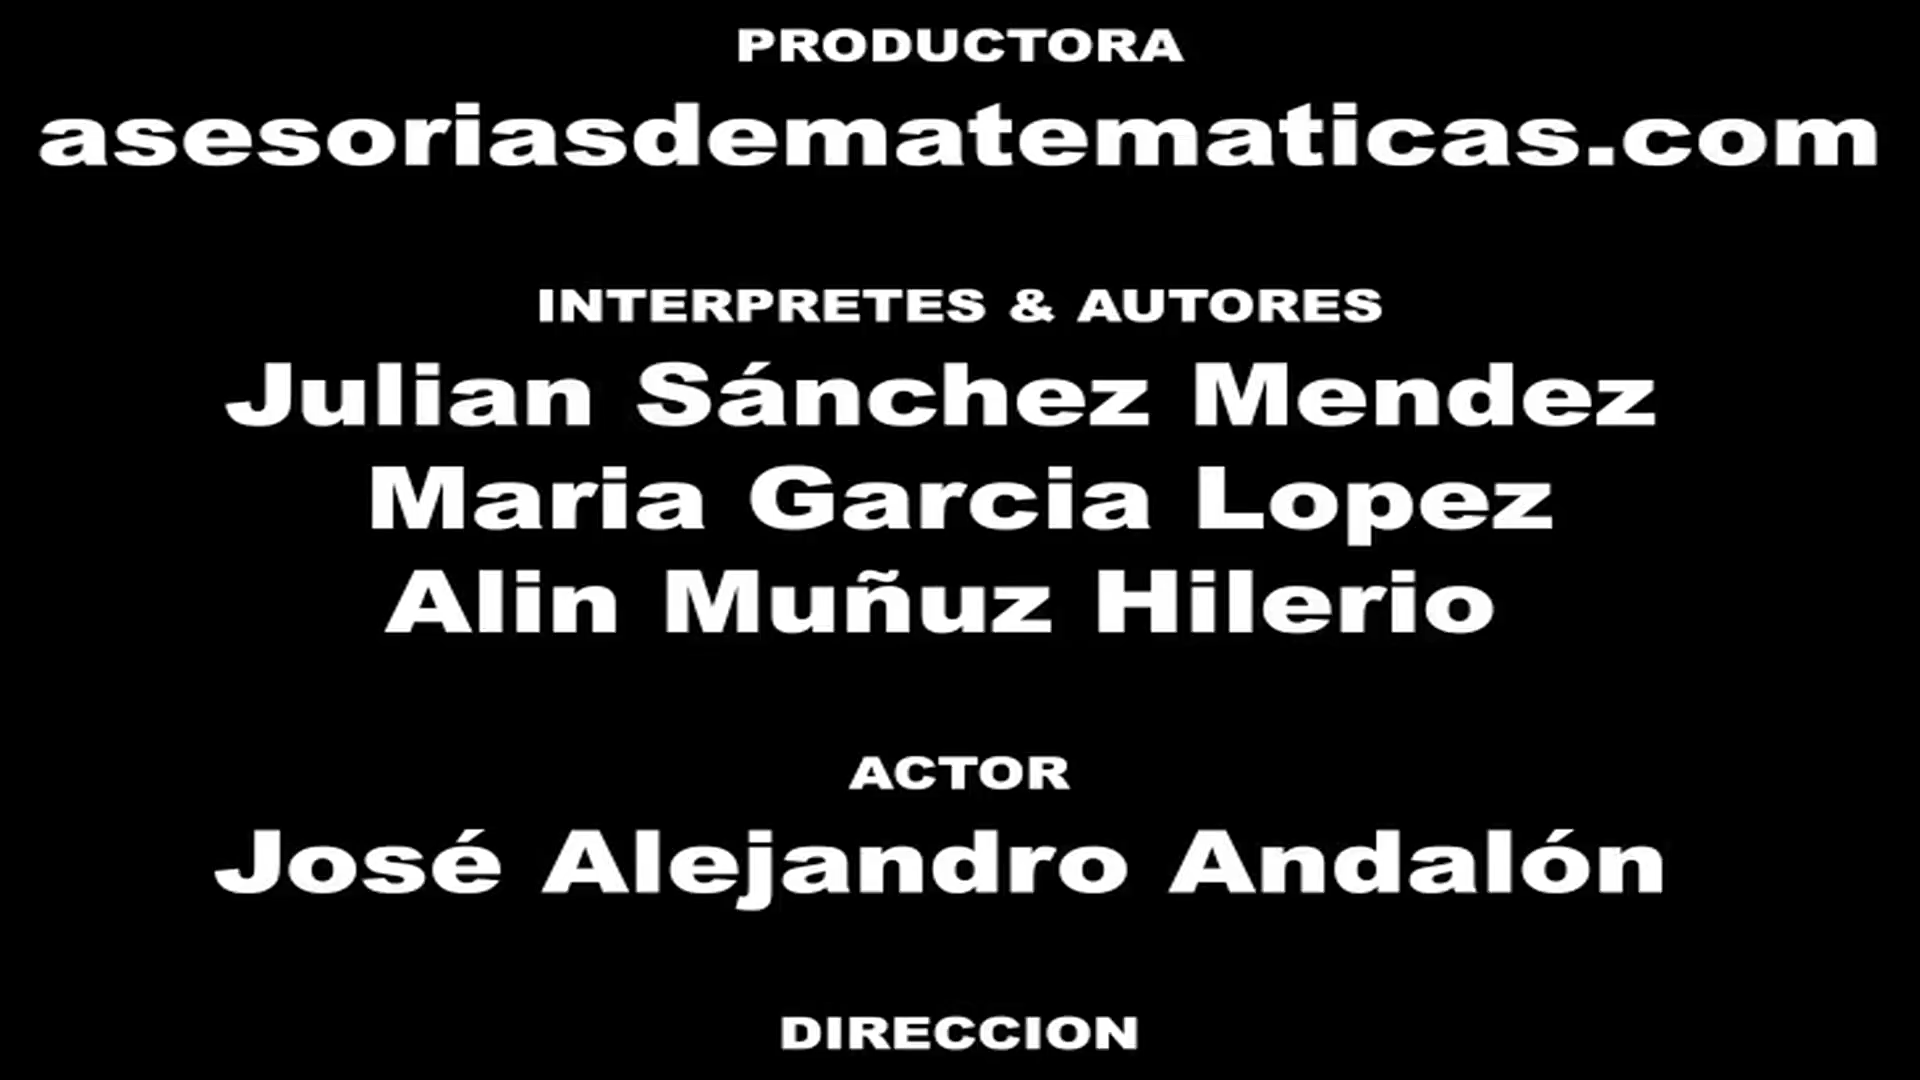 PRODUCTORA
asesoriasdematematicas.com
INTERPRETES & AUTORES
Julian Sánchez Mendez
Maria Garcia Lopez
Alin Muñuz Hilerio
ACTOR
José Alejandro Andalón
DIRECCION